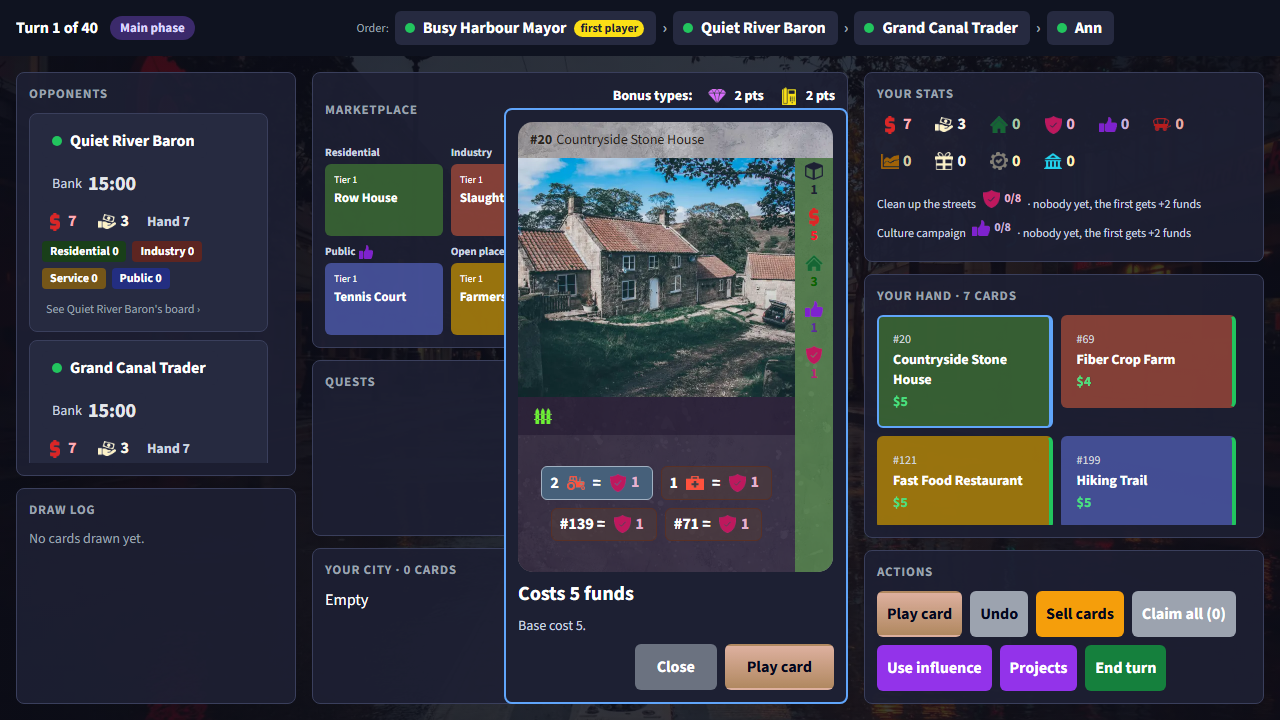 Turn 1 of 40
Main phase
Order:
Busy Harbour Mayor
first player
›
Quiet River Baron
›
Grand Canal Trader
›
Ann
OPPONENTS
Quiet River Baron
Bank 15:00
7
3
Hand 7
Residential 0
Industry 0
Service 0
Public 0
See Quiet River Baron's board ›
Grand Canal Trader
Bank 15:00
7
3
Hand 7
DRAW LOG
No cards drawn yet.
Bonus types:
2 pts
2 pts
MARKETPLACE
Residential
Industry
Tier 1
Row House
Tier 1
Slaught
Public
Open place
Tier 1
Tennis Court
Tier 1
Farmers
QUESTS
YOUR CITY · 0 CARDS
Empty
#20 Countryside Stone House
1
5
3
1
1
2 = 1
1 = 1
#139 = 1
#71 = 1
Costs 5 funds
Base cost 5.
Close
Play card
YOUR STATS
7
3
0
0
0
0
0
0
0
0
Clean up the streets 0/8 · nobody yet, the first gets +2 funds
Culture campaign 0/8 · nobody yet, the first gets +2 funds
YOUR HAND · 7 CARDS
#20
Countryside Stone
House
$5
#69
Fiber Crop Farm
$4
#121
Fast Food Restaurant
$5
#199
Hiking Trail
$5
ACTIONS
Play card
Undo
Sell cards
Claim all (0)
Use influence
Projects
End turn